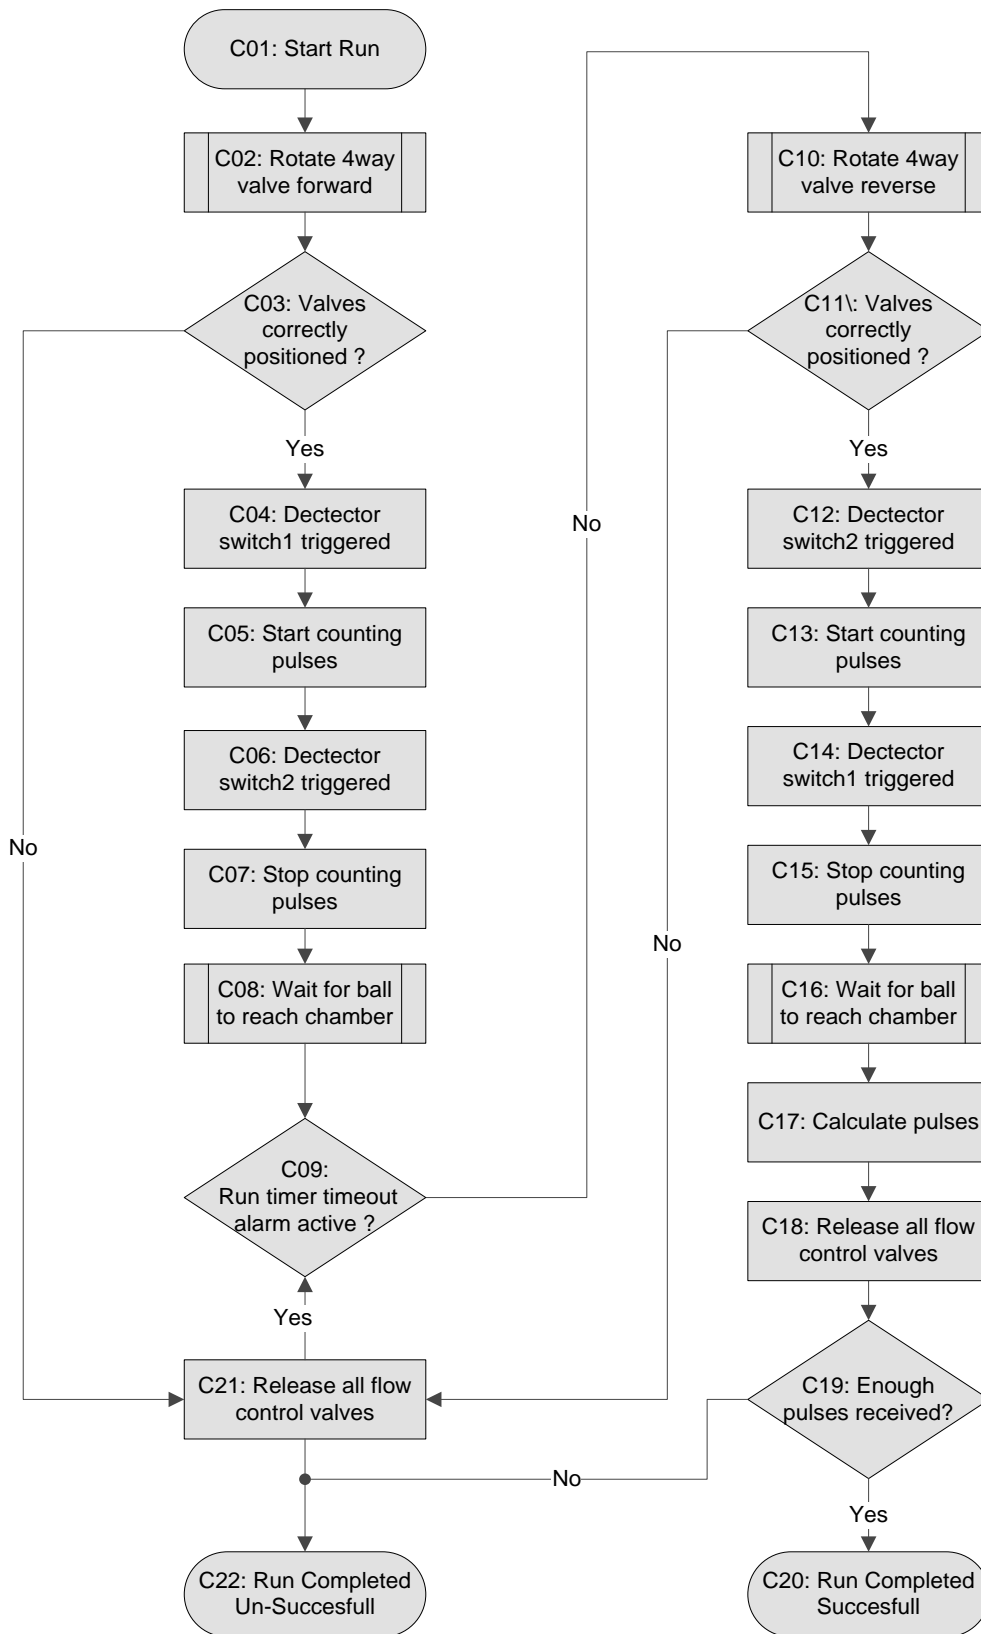 C01: Start Run
C02: Rotate 4way
valve forward
C03: Valves
correctly
positioned ?
Yes
C04: Dectector
switch1 triggered
C05: Start counting
pulses
C06: Dectector
switch2 triggered
No
C07: Stop counting
pulses
C08: Wait for ball
to reach chamber
C09:
Run timer timeout
alarm active ?
Yes
C21: Release all flow
control valves
C22: Run Completed
Un-Succesfull
No
C10: Rotate 4way
valve reverse
C11\: Valves
correctly
positioned ?
Yes
C12: Dectector
switch2 triggered
C13: Start counting
pulses
C14: Dectector
switch1 triggered
C15: Stop counting
pulses
No
C16: Wait for ball
to reach chamber
C17: Calculate pulses
C18: Release all flow
control valves
C19: Enough
pulses received?
No
Yes
C20: Run Completed
Succesfull